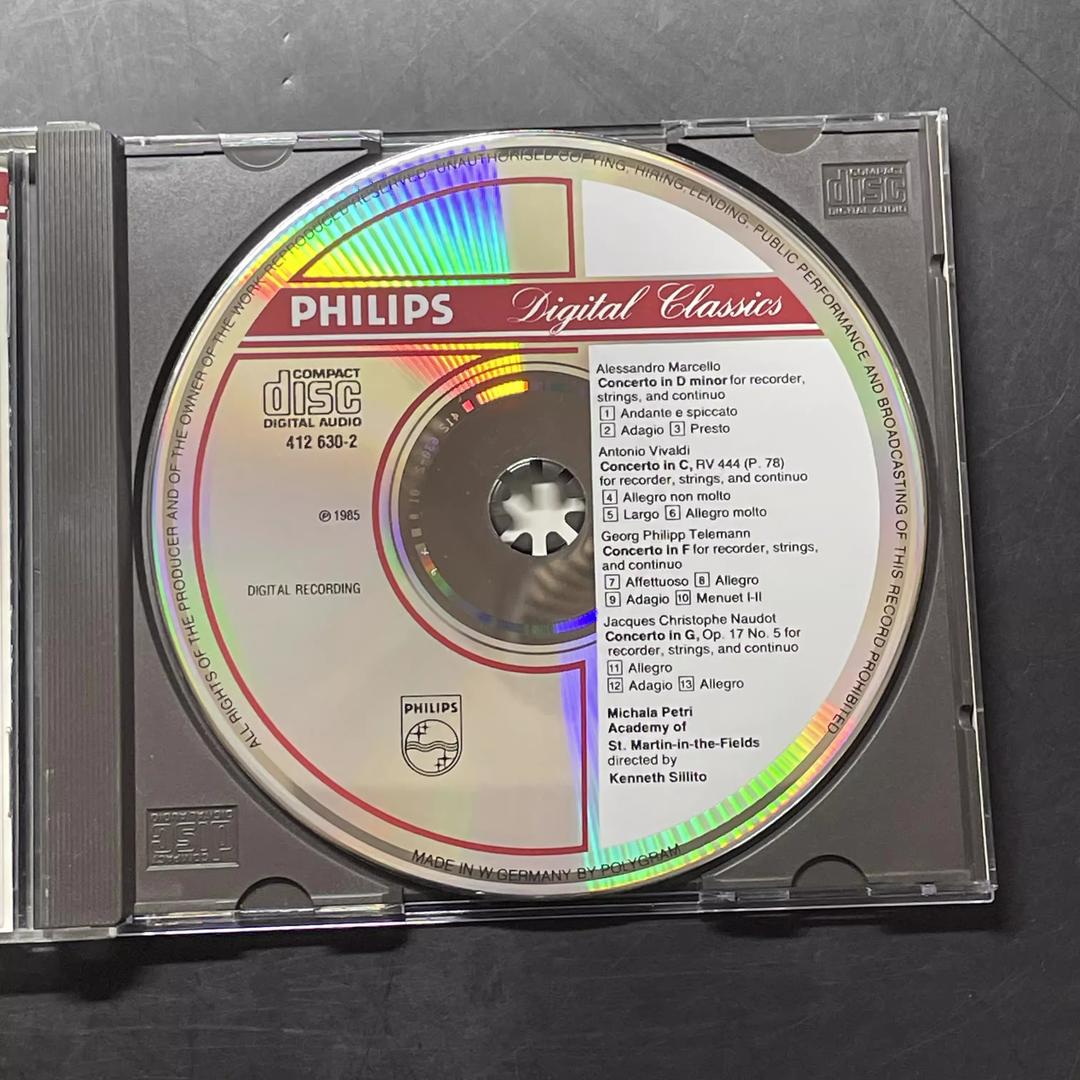 ALL RIGHTS OF THE PRODUCER AND OF THE OWNER OF THE WORK REPRODUCED RESERVED. UNAUTHORISED COPYING, HIRING, LENDING, PUBLIC PERFORMANCE AND BROADCASTING OF THIS RECORD PROHIBITED
COMPACT
disc
DIGITAL AUDIO
PHILIPS Digital Classics
COMPACT
disc
DIGITAL AUDIO
412 630-2
℗ 1985
DIGITAL RECORDING
PHILIPS
Alessandro Marcello
Concerto in D minor for recorder,
strings, and continuo
1 Andante e spiccato
2 Adagio 3 Presto
Antonio Vivaldi
Concerto in C, RV 444 (P. 78)
for recorder, strings, and continuo
4 Allegro non molto
5 Largo 6 Allegro molto
Georg Philipp Telemann
Concerto in F for recorder, strings,
and continuo
7 Affettuoso 8 Allegro
9 Adagio 10 Menuet I-II
Jacques Christophe Naudot
Concerto in G, Op. 17 No. 5 for
recorder, strings, and continuo
11 Allegro
12 Adagio 13 Allegro
Michala Petri
Academy of
St. Martin-in-the-Fields
directed by
Kenneth Sillito
COMPACT
disc
DIGITAL AUDIO
MADE IN W GERMANY BY POLYGRAM